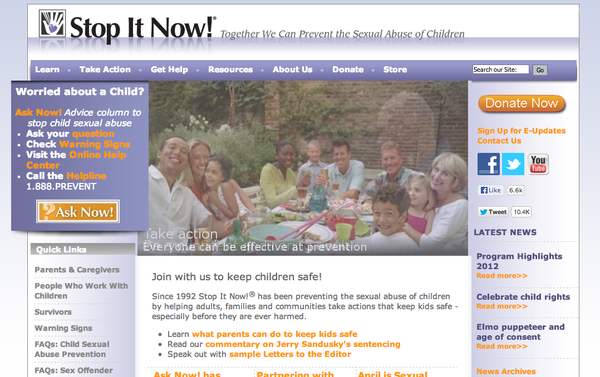 Stop It Now!® Together We Can Prevent the Sexual Abuse of Children
Learn • Take Action • Get Help • Resources • About Us • Donate • Store
Search our Site: Go
Worried about a Child?
Ask Now! Advice column to
stop child sexual abuse
• Ask your question
• Check Warning Signs
• Visit the Online Help
Center
• Call the Helpline
1.888.PREVENT
?Ask Now!
Quick Links
Parents & Caregivers
People Who Work With
Children
Survivors
Warning Signs
FAQs: Child Sexual
Abuse Prevention
FAQs: Sex Offender
Take action
Everyone can be effective at prevention
Join with us to keep children safe!
Since 1992 Stop It Now!® has been preventing the sexual abuse of children
by helping adults, families and communities take actions that keep kids safe -
especially before they are ever harmed.
• Learn what parents can do to keep kids safe
• Read our commentary on Jerry Sandusky's sentencing
• Speak out with sample Letters to the Editor
Ask Now! has
Partnering with
April is Sexual
Donate Now
Sign Up for E-Updates
Contact Us
f
You
Tube
Like 6.6k
Tweet 10.4K
LATEST NEWS
Program Highlights
2012
Read more>>
Celebrate child rights
Read more>>
Elmo puppeteer and
age of consent
Read more>>
News Archives